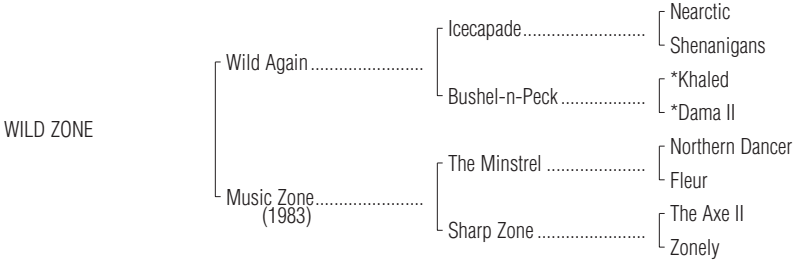 Nearctic
Icecapade........................
Shenanigans
Wild Again......................
*Khaled
Bushel-n-Peck.................
*Dama II
WILD ZONE
Northern Dancer
The Minstrel ....................
Fleur
Music Zone.....................
(1983)
The Axe II
Sharp Zone.....................
Zonely